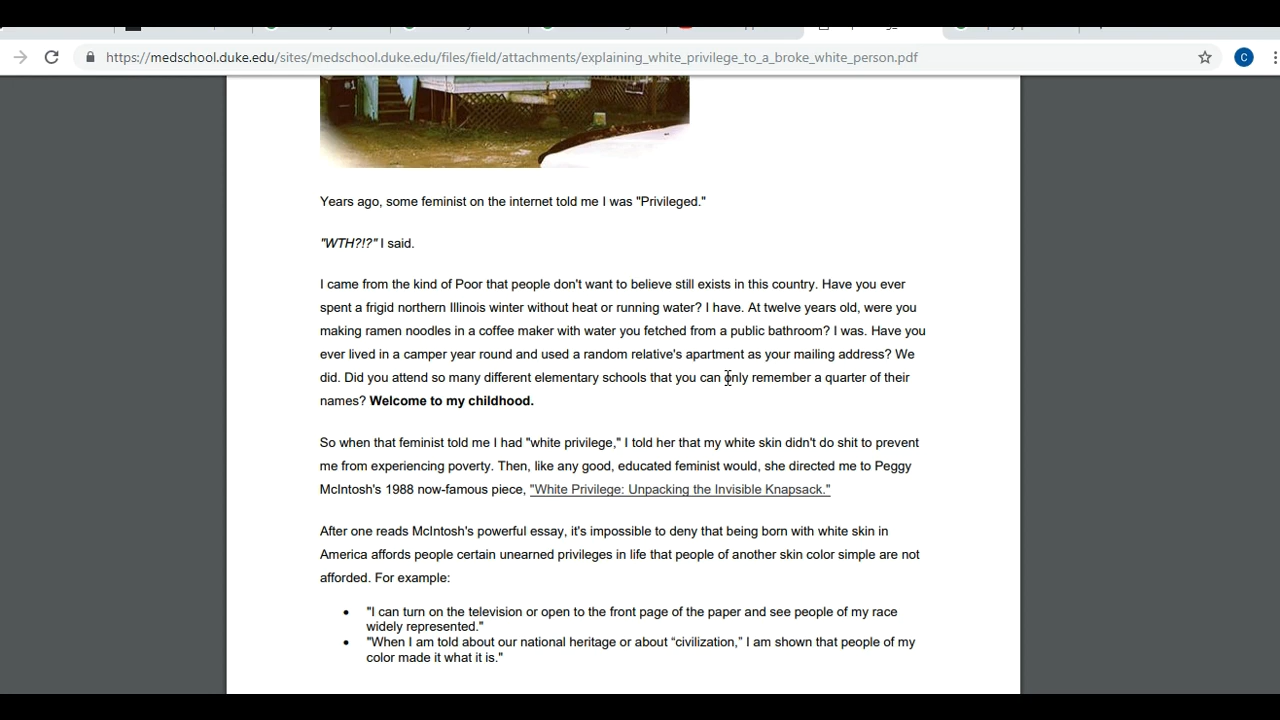 https://medschool.duke.edu/sites/medschool.duke.edu/files/field/attachments/explaining_white_privilege_to_a_broke_white_person.pdf
C
Years ago, some feminist on the internet told me I was "Privileged."
"WTH?!?" I said.
I came from the kind of Poor that people don't want to believe still exists in this country. Have you ever
spent a frigid northern Illinois winter without heat or running water? I have. At twelve years old, were you
making ramen noodles in a coffee maker with water you fetched from a public bathroom? I was. Have you
ever lived in a camper year round and used a random relative's apartment as your mailing address? We
did. Did you attend so many different elementary schools that you can only remember a quarter of their
names? Welcome to my childhood.
So when that feminist told me I had "white privilege," I told her that my white skin didn't do shit to prevent
me from experiencing poverty. Then, like any good, educated feminist would, she directed me to Peggy
McIntosh's 1988 now-famous piece, "White Privilege: Unpacking the Invisible Knapsack."
After one reads McIntosh's powerful essay, it's impossible to deny that being born with white skin in
America affords people certain unearned privileges in life that people of another skin color simple are not
afforded. For example:
• "I can turn on the television or open to the front page of the paper and see people of my race
widely represented."
• "When I am told about our national heritage or about “civilization,” I am shown that people of my
color made it what it is."